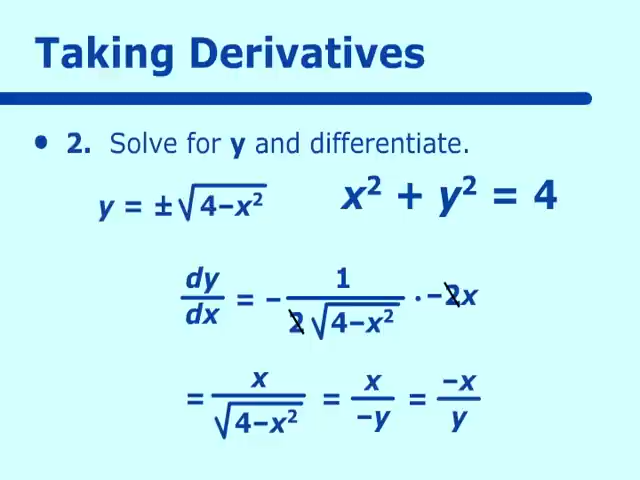 Taking Derivatives
• 2. Solve for y and differentiate.
y = ±√(4−x²) x² + y² = 4
dy/dx = − 1/(2√(4−x²)) · −2x
= x/√(4−x²) = x/−y = −x/y